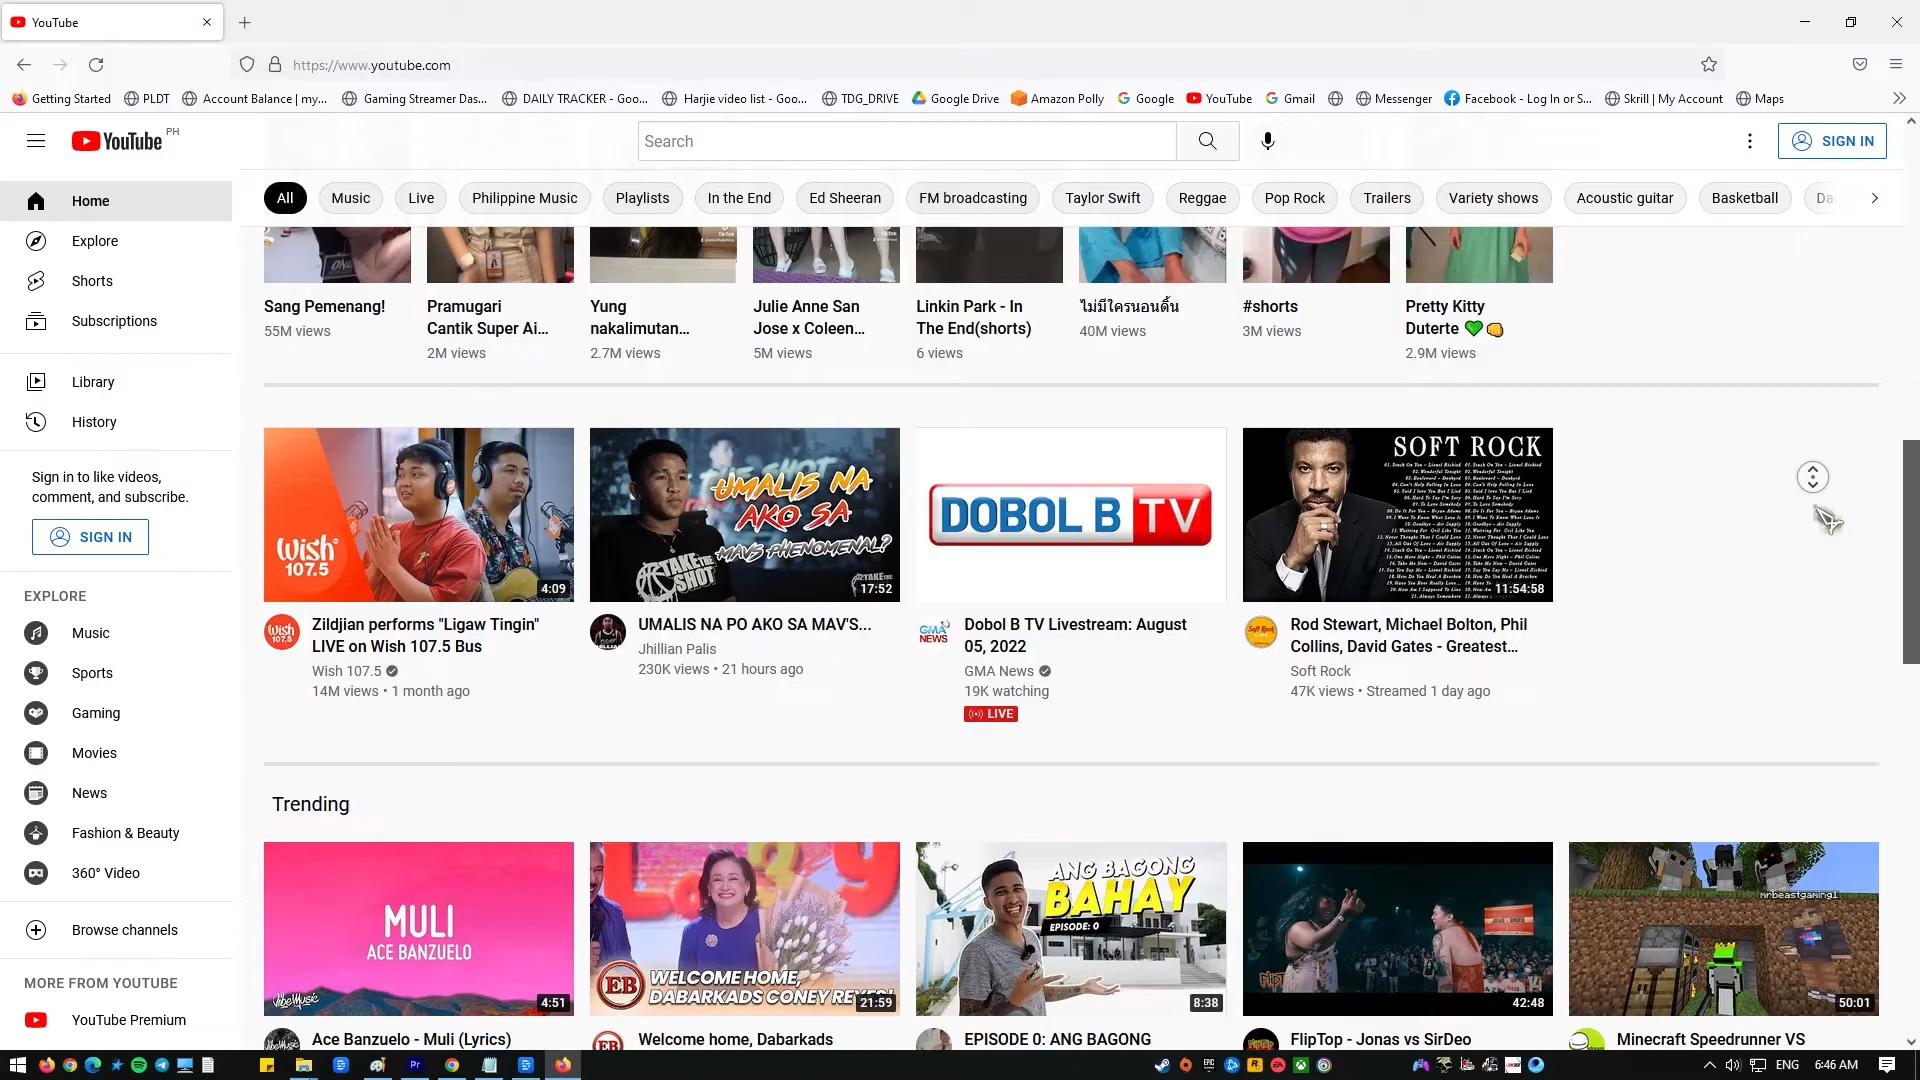 YouTube
https://www.youtube.com
Getting Started
PLDT
Account Balance | my...
Gaming Streamer Das...
DAILY TRACKER - Goo...
Harjie video list - Goo...
TDG_DRIVE
Google Drive
Amazon Polly
Google
YouTube
Gmail
Messenger
Facebook - Log In or S...
Skrill | My Account
Maps
YouTube PH
Search
SIGN IN
All
Music
Live
Philippine Music
Playlists
In the End
Ed Sheeran
FM broadcasting
Taylor Swift
Reggae
Pop Rock
Trailers
Variety shows
Acoustic guitar
Basketball
Da
Home
Explore
Shorts
Subscriptions
Library
History
Sign in to like videos,
comment, and subscribe.
SIGN IN
EXPLORE
Music
Sports
Gaming
Movies
News
Fashion & Beauty
360° Video
Browse channels
MORE FROM YOUTUBE
YouTube Premium
Sang Pemenang!
55M views
Pramugari
Cantik Super Ai...
2M views
Yung
nakalimutan...
2.7M views
Julie Anne San
Jose x Coleen...
5M views
Linkin Park - In
The End(shorts)
6 views
ไม่มีใครนอนดิ้น
40M views
#shorts
3M views
Pretty Kitty
Duterte 💚👊
2.9M views
wish
107.5
4:09
Zildjian performs "Ligaw Tingin"
LIVE on Wish 107.5 Bus
Wish 107.5
14M views • 1 month ago
UMALIS NA
AKO SA
MAVS PHENOMENAL?
TAKE THE
SHOT
17:52
UMALIS NA PO AKO SA MAV'S...
Jhillian Palis
230K views • 21 hours ago
DOBOL B TV
GMA
NEWS
Dobol B TV Livestream: August
05, 2022
GMA News
19K watching
LIVE
SOFT ROCK
11:54:58
Rod Stewart, Michael Bolton, Phil
Collins, David Gates - Greatest...
Soft Rock
47K views • Streamed 1 day ago
Trending
MULI
ACE BANZUELO
VibeMusic
4:51
Ace Banzuelo - Muli (Lyrics)
EB
WELCOME HOME,
DABARKADS CONEY REYES!
21:59
Welcome home, Dabarkads
ANG BAGONG
BAHAY
EPISODE: 0
8:38
EPISODE 0: ANG BAGONG
42:48
FlipTop - Jonas vs SirDeo
mrbeastgaming1
50:01
Minecraft Speedrunner VS
ENG
6:46 AM